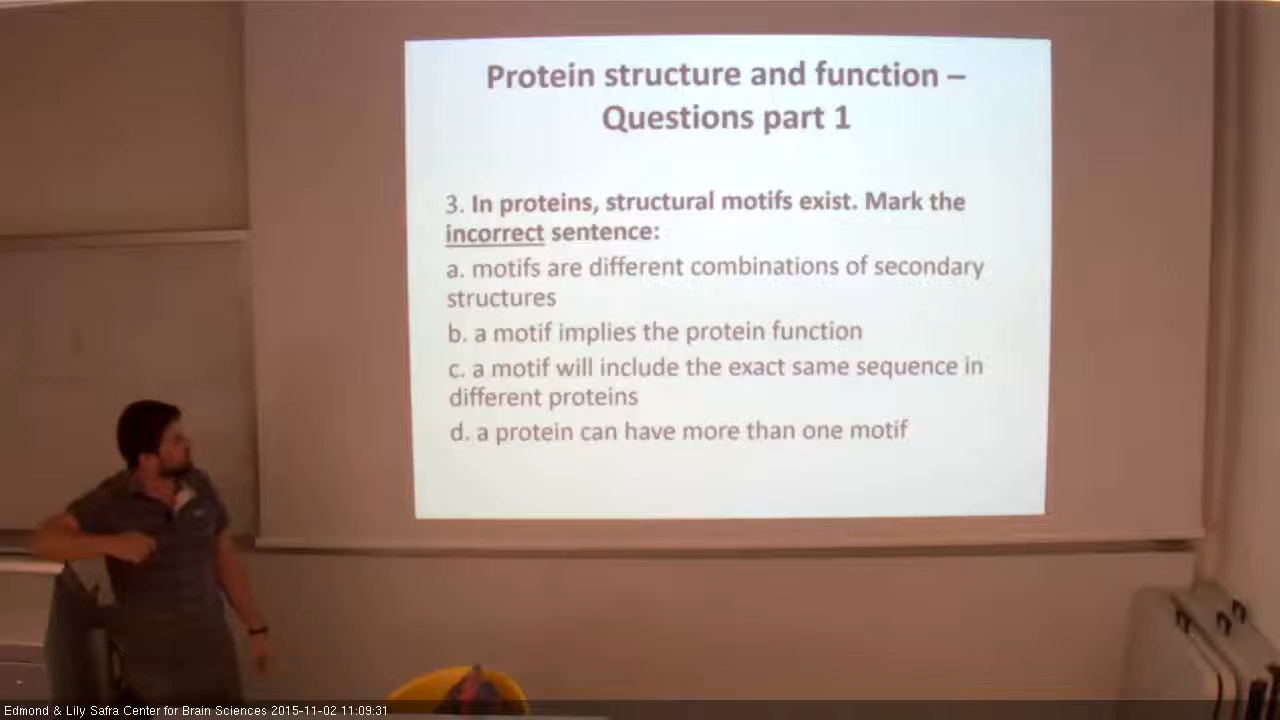 Protein structure and function –
Questions part 1
3. In proteins, structural motifs exist. Mark the
incorrect sentence:
a. motifs are different combinations of secondary
structures
b. a motif implies the protein function
c. a motif will include the exact same sequence in
different proteins
d. a protein can have more than one motif
Edmond & Lily Safra Center for Brain Sciences 2015-11-02 11:09:31